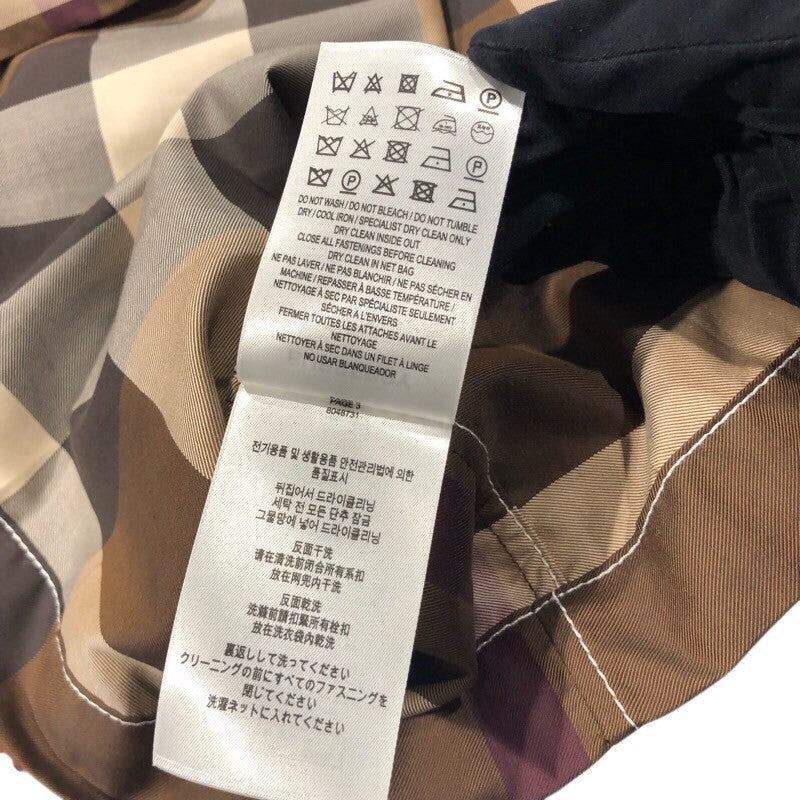 DO NOT WASH / DO NOT BLEACH / DO NOT TUMBLE
DRY / COOL IRON / SPECIALIST DRY CLEAN ONLY
DRY CLEAN INSIDE OUT
CLOSE ALL FASTENINGS BEFORE CLEANING
DRY CLEAN IN NET BAG
NE PAS LAVER / NE PAS BLANCHIR / NE PAS SÉCHER EN
MACHINE / REPASSER À BASSE TEMPÉRATURE /
NETTOYAGE À SEC PAR SPÉCIALISTE SEULEMENT
SÉCHER A L'ENVERS
FERMER TOUTES LES ATTACHES AVANT LE
NETTOYAGE
NETTOYER À SEC DANS UN FILET À LINGE
NO USAR BLANQUEADOR
PAGE 3
8048731
전기용품 및 생활용품 안전관리법에 의한
품질표시
뒤집어서 드라이클리닝
세탁 전 모든 단추 잠금
그물망에 넣어 드라이클리닝
反面干洗
请在清洗前闭合所有系扣
放在网兜内干洗
反面乾洗
洗滌前請扣緊所有栓扣
放在洗衣袋內乾洗
裏返しして洗ってください
クリーニングの前にすべてのファスニングを
閉じてください
洗濯ネットに入れてください